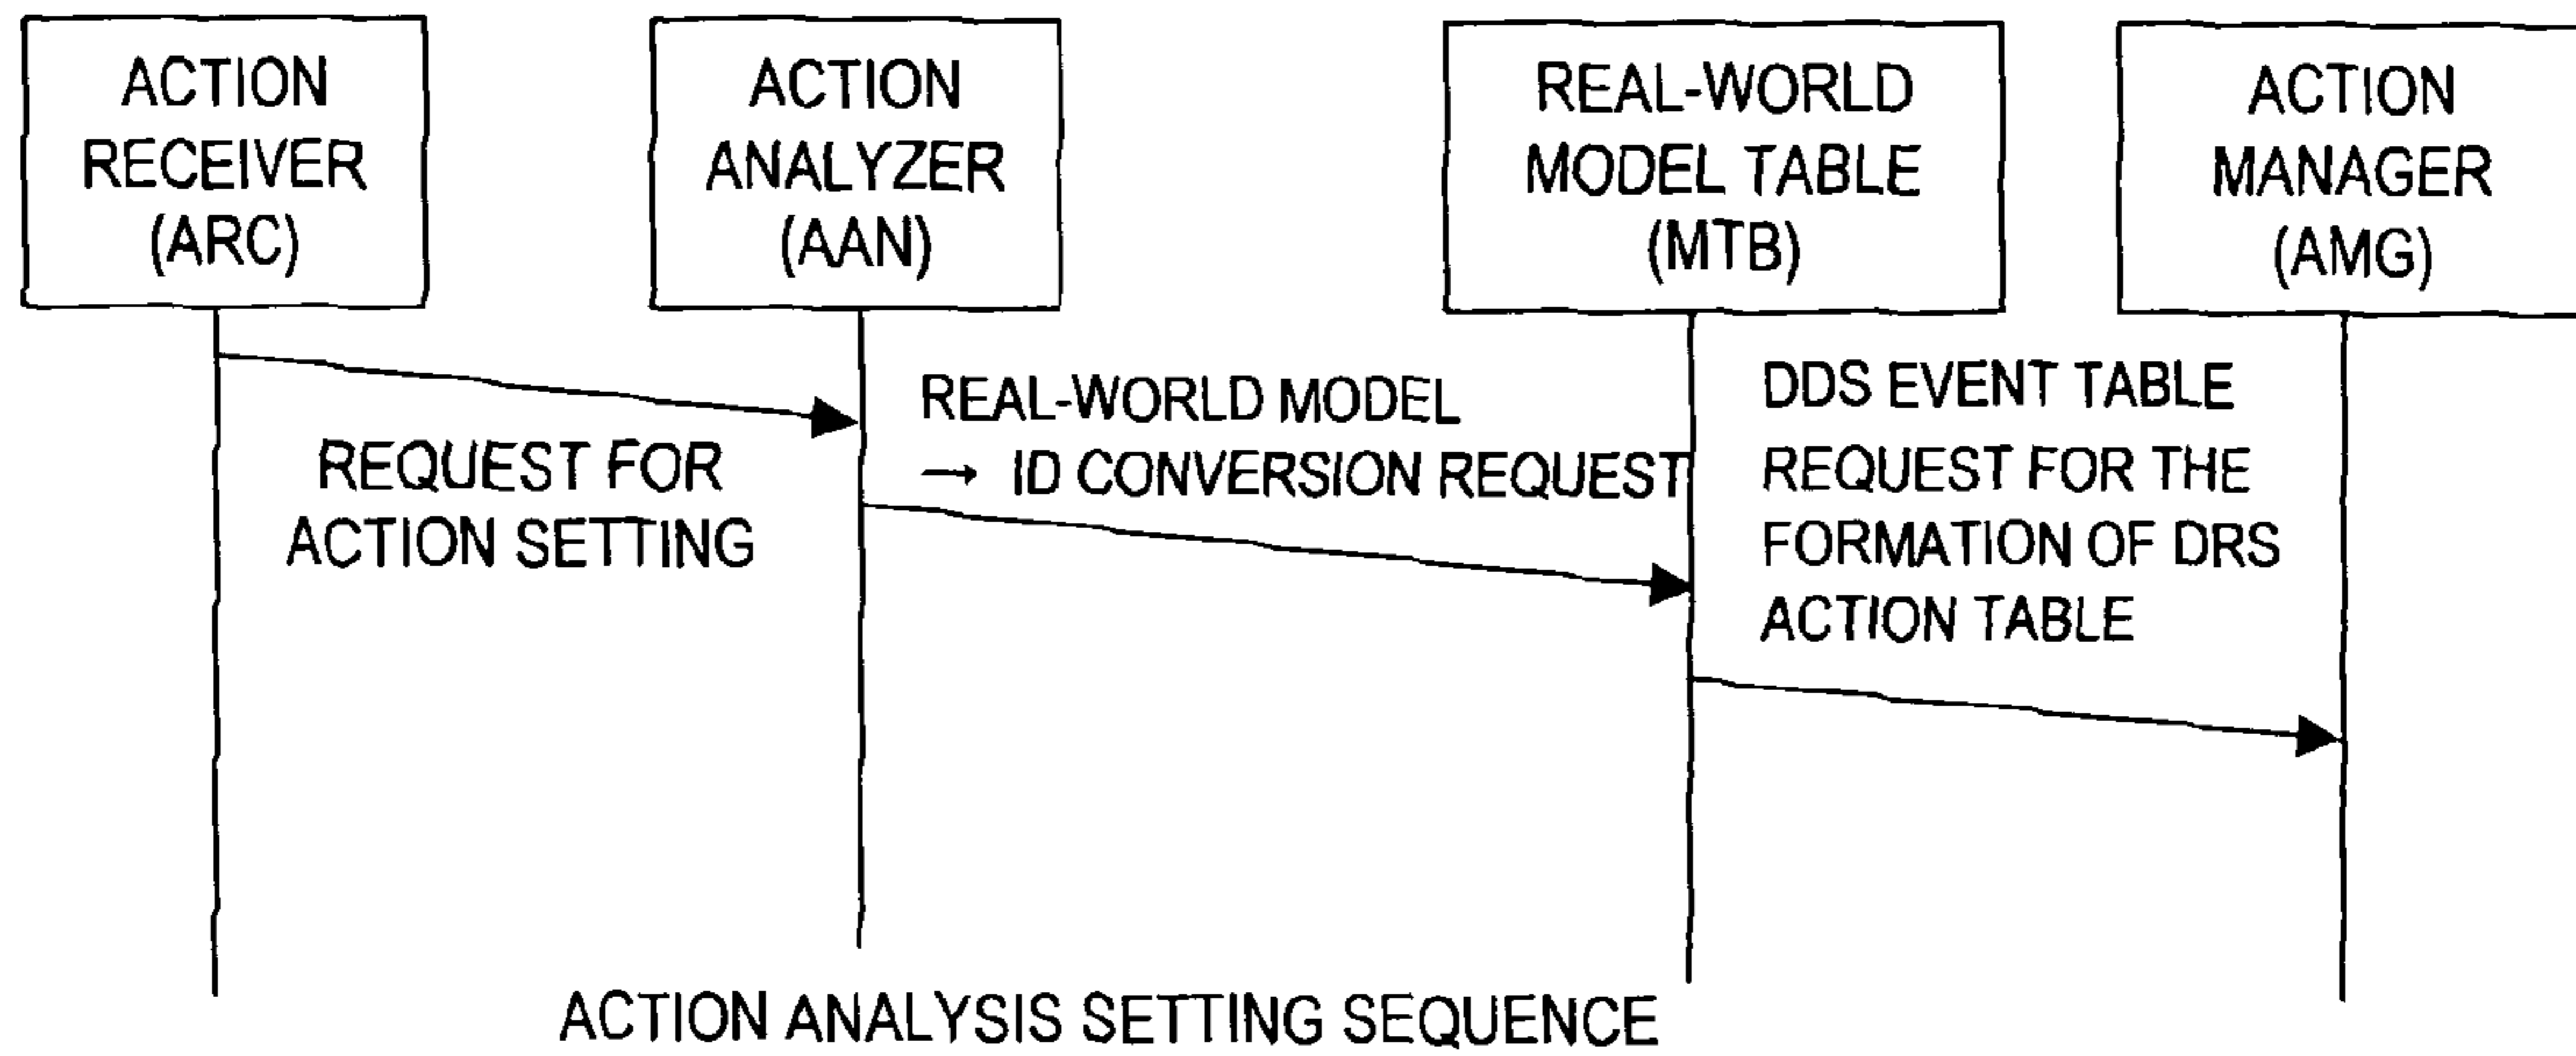 ACTION
RECEIVER
(ARC)
ACTION
ANALYZER
(AAN)
REAL-WORLD
MODEL TABLE
(MTB)
ACTION
MANAGER
(AMG)
REQUEST FOR
ACTION SETTING
REAL-WORLD MODEL
→ ID CONVERSION REQUEST
DDS EVENT TABLE
REQUEST FOR THE
FORMATION OF DRS
ACTION TABLE
ACTION ANALYSIS SETTING SEQUENCE